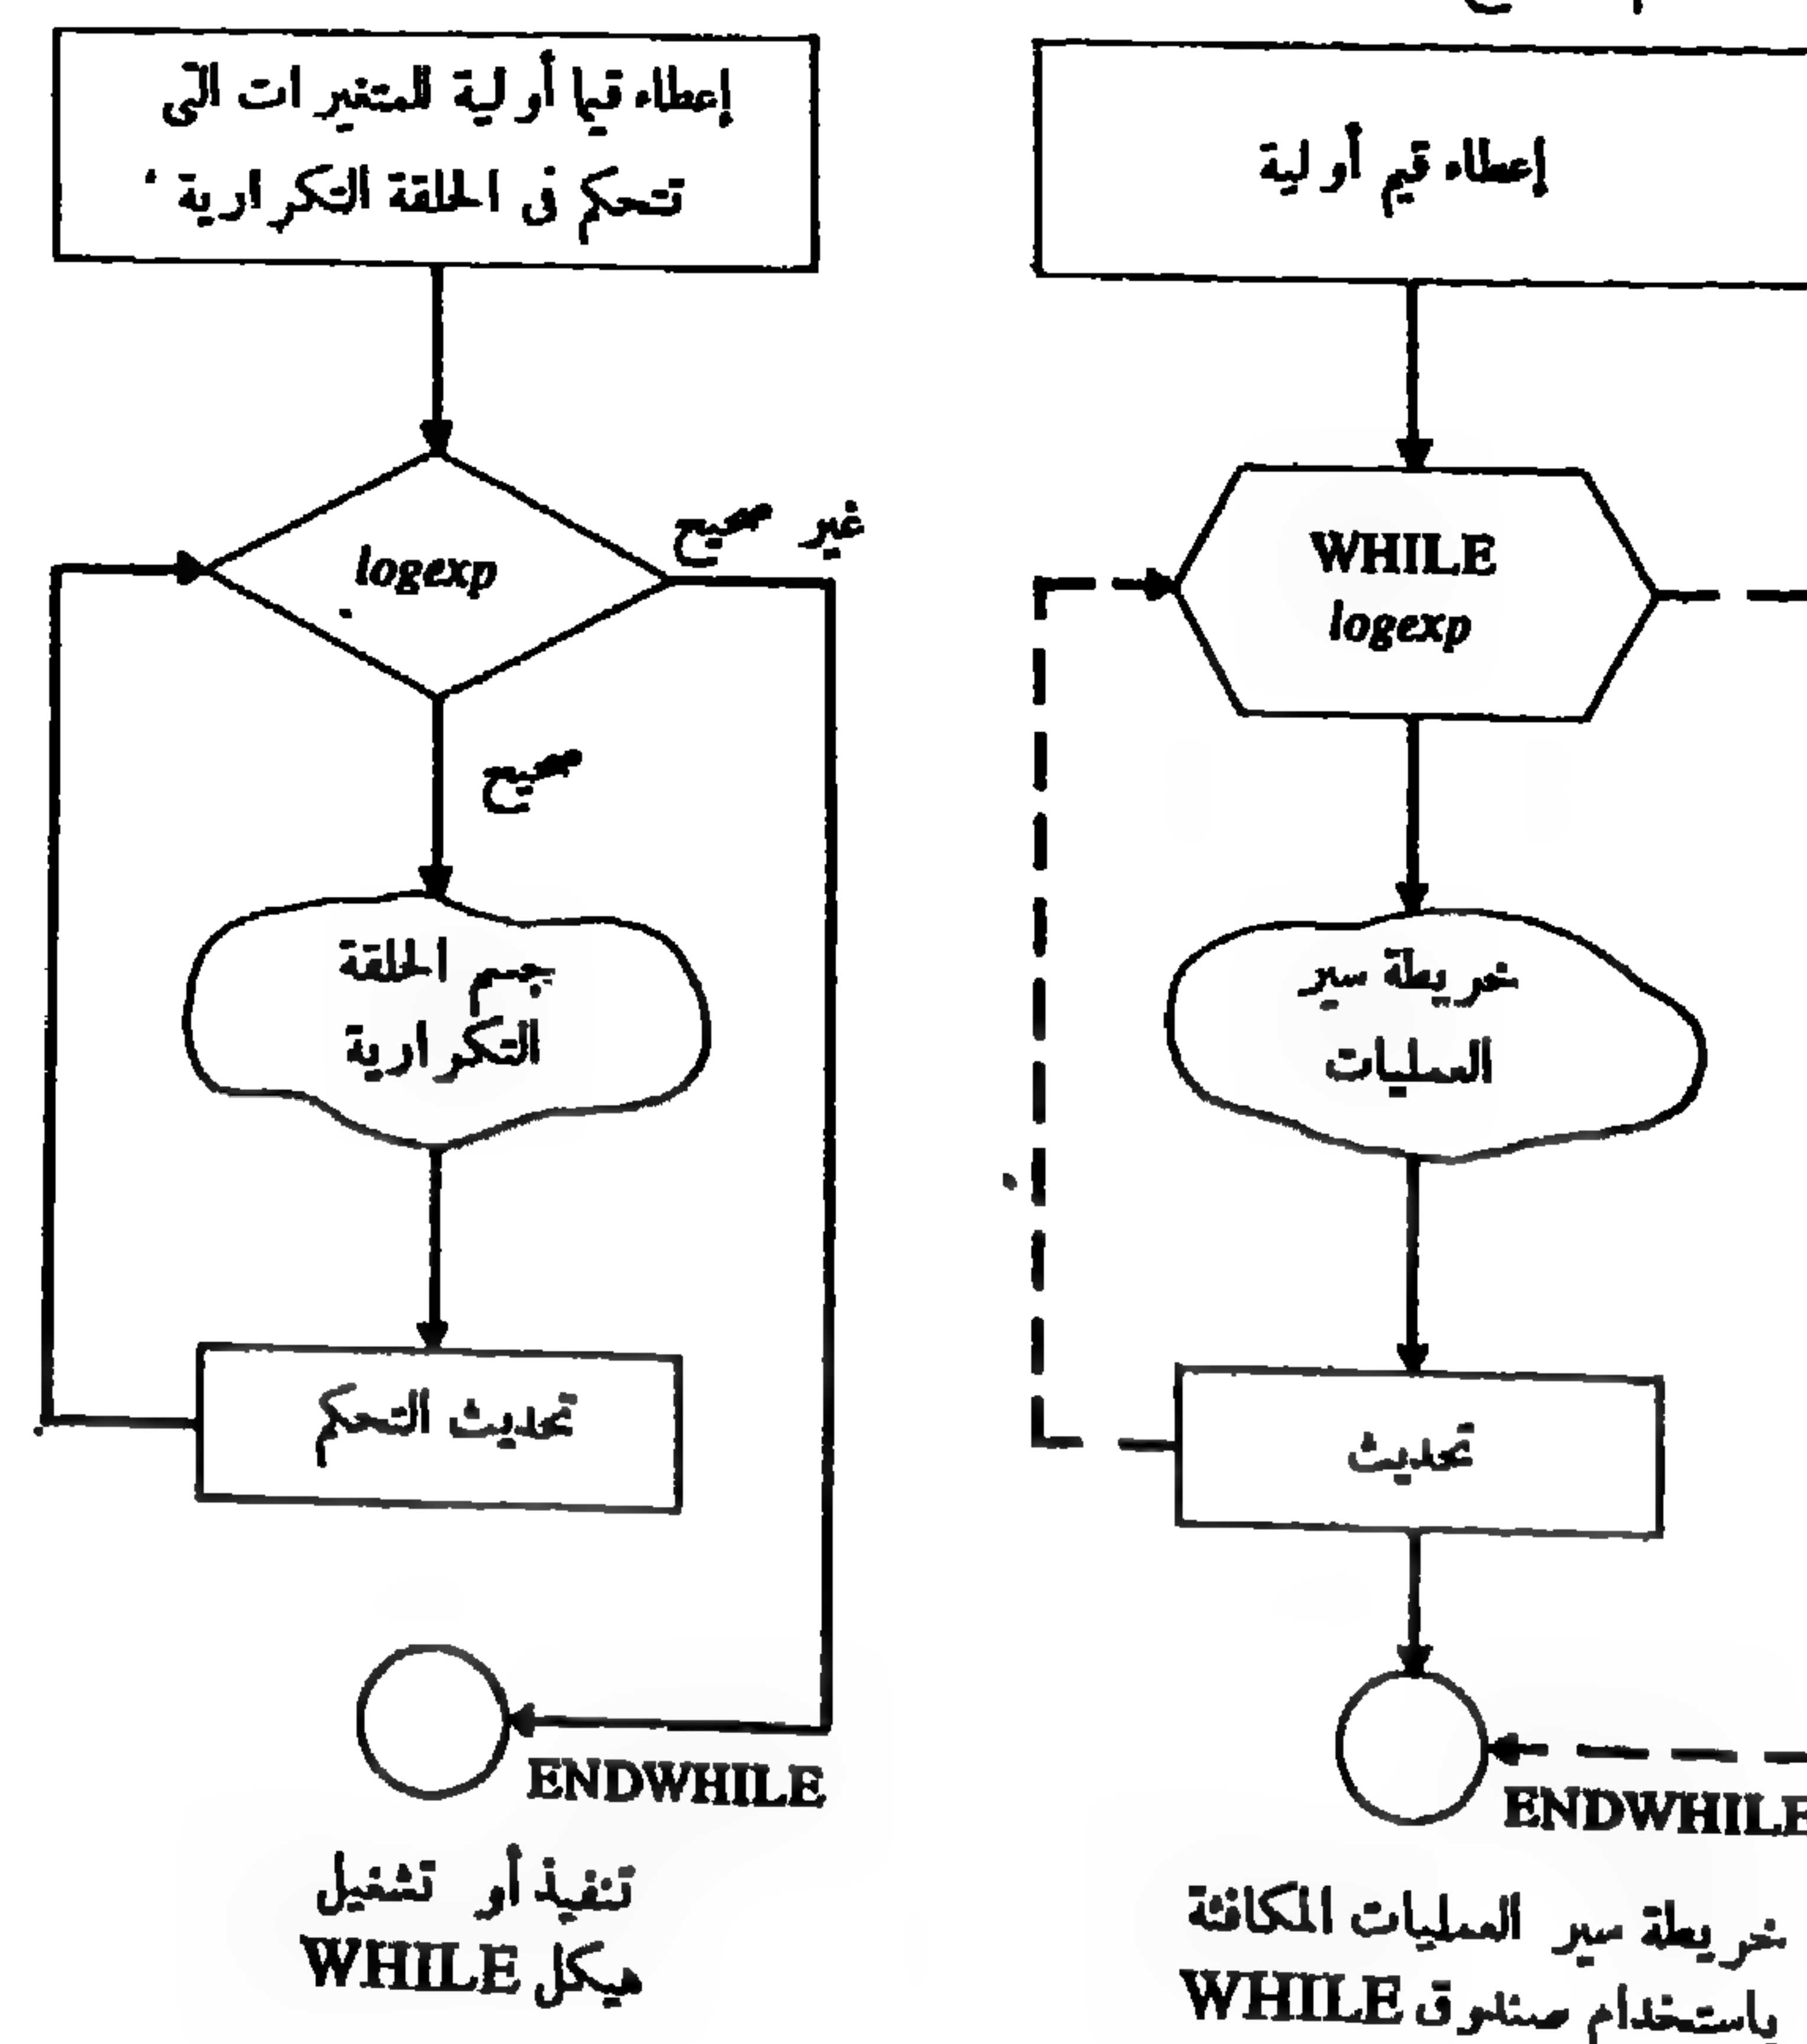 إعطاء قيما أولية للمتغيرات التى
تتحكم فى الحلقة التكرارية
logexp
غير صحيح
صحيح
جسم الحلقة
التكرارية
تحديث التحكم
ENDWHILE
تنفيذ أو تشغيل
هيكل WHILE
إعطاء قيم أولية
WHILE
logexp
خريطة سير
العمليات
تحديث
ENDWHILE
خريطة سير العمليات المكافئة
باستخدام صندوق WHILE